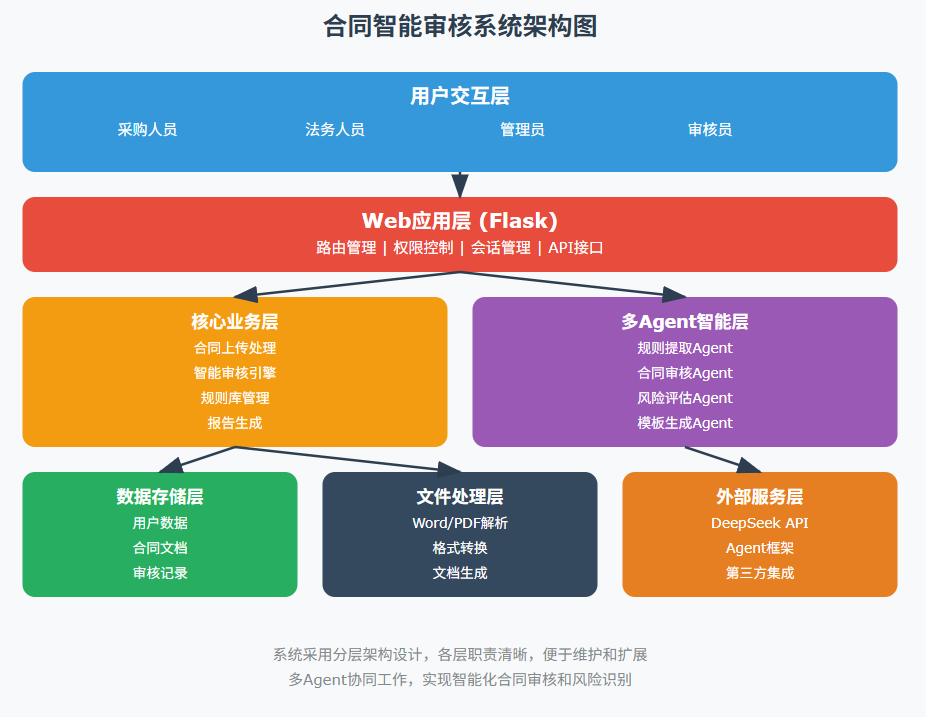 合同智能审核系统架构图
用户交互层
采购人员 法务人员 管理员 审核员
Web应用层 (Flask)
路由管理 | 权限控制 | 会话管理 | API接口
核心业务层
合同上传处理
智能审核引擎
规则库管理
报告生成
多Agent智能层
规则提取Agent
合同审核Agent
风险评估Agent
模板生成Agent
数据存储层
用户数据
合同文档
审核记录
文件处理层
Word/PDF解析
格式转换
文档生成
外部服务层
DeepSeek API
Agent框架
第三方集成
系统采用分层架构设计，各层职责清晰，便于维护和扩展
多Agent协同工作，实现智能化合同审核和风险识别